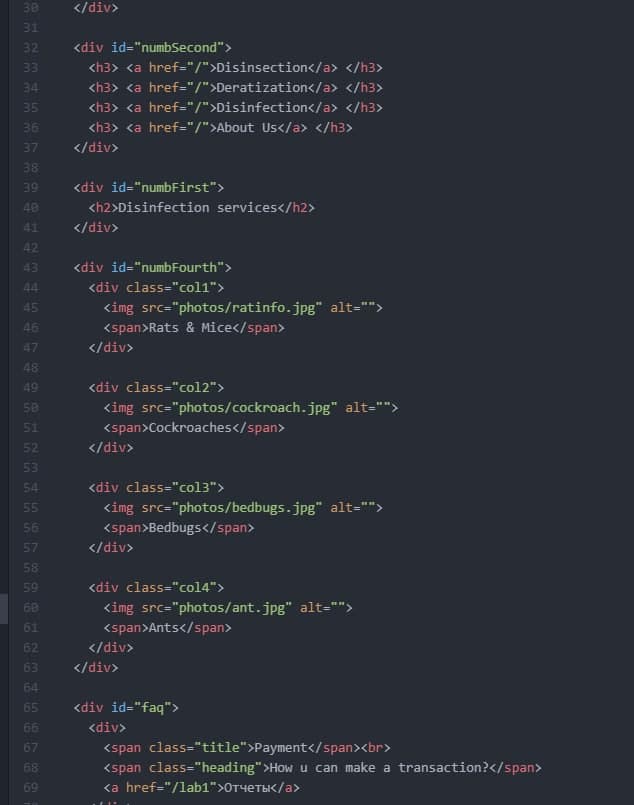 30 </div>
31
32 <div id="numbSecond">
33 <h3> <a href="/">Disinsection</a> </h3>
34 <h3> <a href="/">Deratization</a> </h3>
35 <h3> <a href="/">Disinfection</a> </h3>
36 <h3> <a href="/">About Us</a> </h3>
37 </div>
38
39 <div id="numbFirst">
40 <h2>Disinfection services</h2>
41 </div>
42
43 <div id="numbFourth">
44 <div class="col1">
45 <img src="photos/ratinfo.jpg" alt="">
46 <span>Rats & Mice</span>
47 </div>
48
49 <div class="col2">
50 <img src="photos/cockroach.jpg" alt="">
51 <span>Cockroaches</span>
52 </div>
53
54 <div class="col3">
55 <img src="photos/bedbugs.jpg" alt="">
56 <span>Bedbugs</span>
57 </div>
58
59 <div class="col4">
60 <img src="photos/ant.jpg" alt="">
61 <span>Ants</span>
62 </div>
63 </div>
64
65 <div id="faq">
66 <div>
67 <span class="title">Payment</span><br>
68 <span class="heading">How u can make a transaction?</span>
69 <a href="/lab1">Отчеты</a>